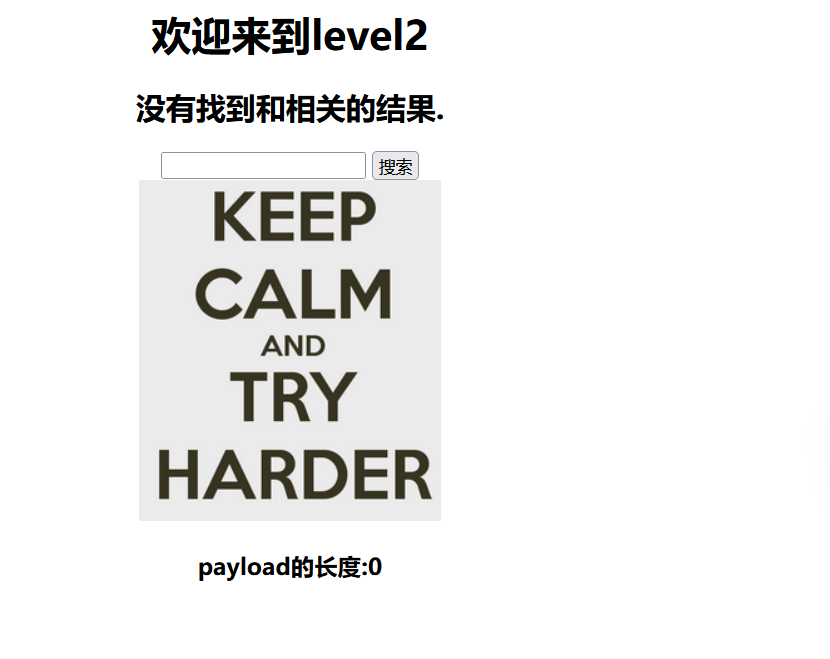 欢迎来到level2
没有找到和相关的结果.
搜索
KEEP
CALM
AND
TRY
HARDER
payload的长度:0